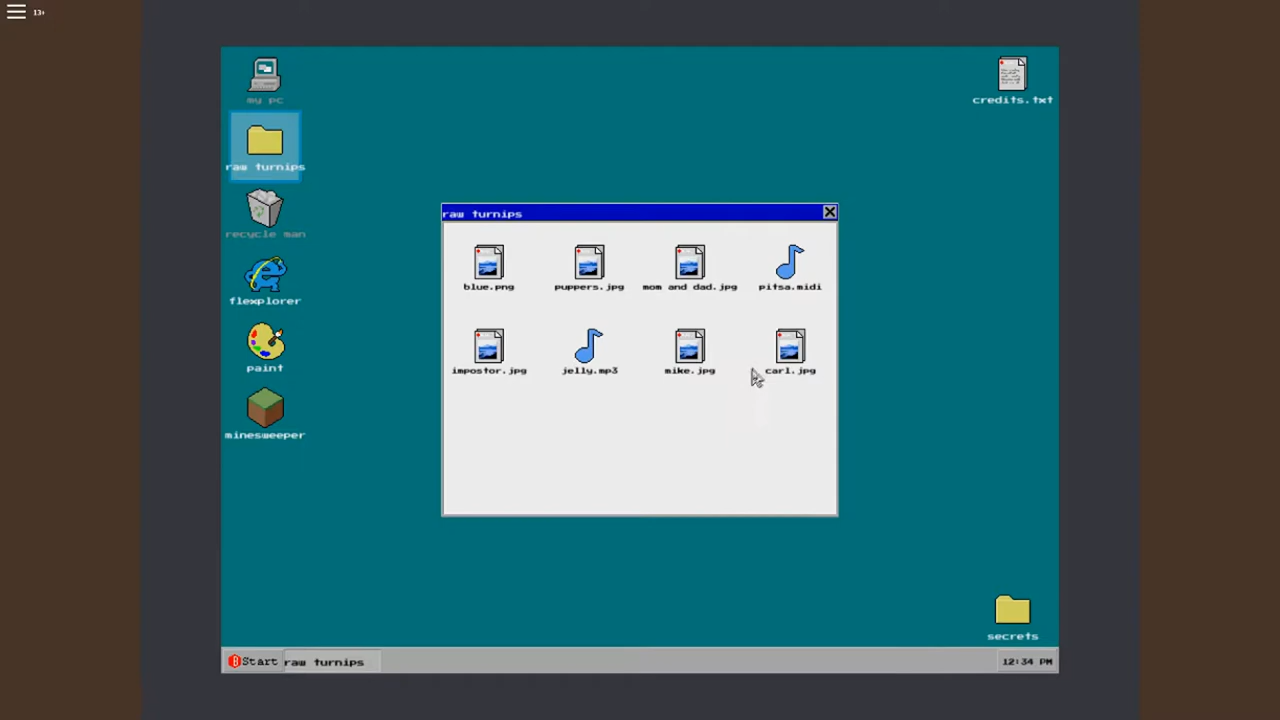 13+
my pc
credits.txt
raw turnips
recycle man
flexplorer
paint
minesweeper
raw turnips
blue.png
puppers.jpg
mom and dad.jpg
pitsa.midi
impostor.jpg
jelly.mp3
mike.jpg
carl.jpg
secrets
Start
raw turnips
12:34 PM